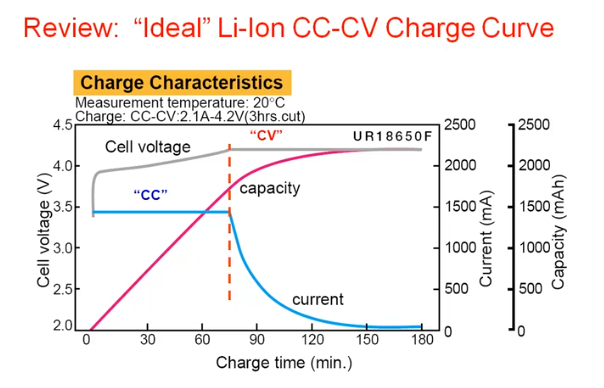 Review: “Ideal” Li-Ion CC-CV Charge Curve
Charge Characteristics
Measurement temperature: 20°C
Charge: CC-CV:2.1A-4.2V(3hrs.cut)
“CV”
UR18650F
Cell voltage
“CC”
capacity
current
4.5
4.0
3.5
3.0
2.5
2.0
Cell voltage (V)
0 30 60 90 120 150 180
Charge time (min.)
2500
2000
1500
1000
500
0
Current (mA)
2500
2000
1500
1000
500
0
Capacity (mAh)